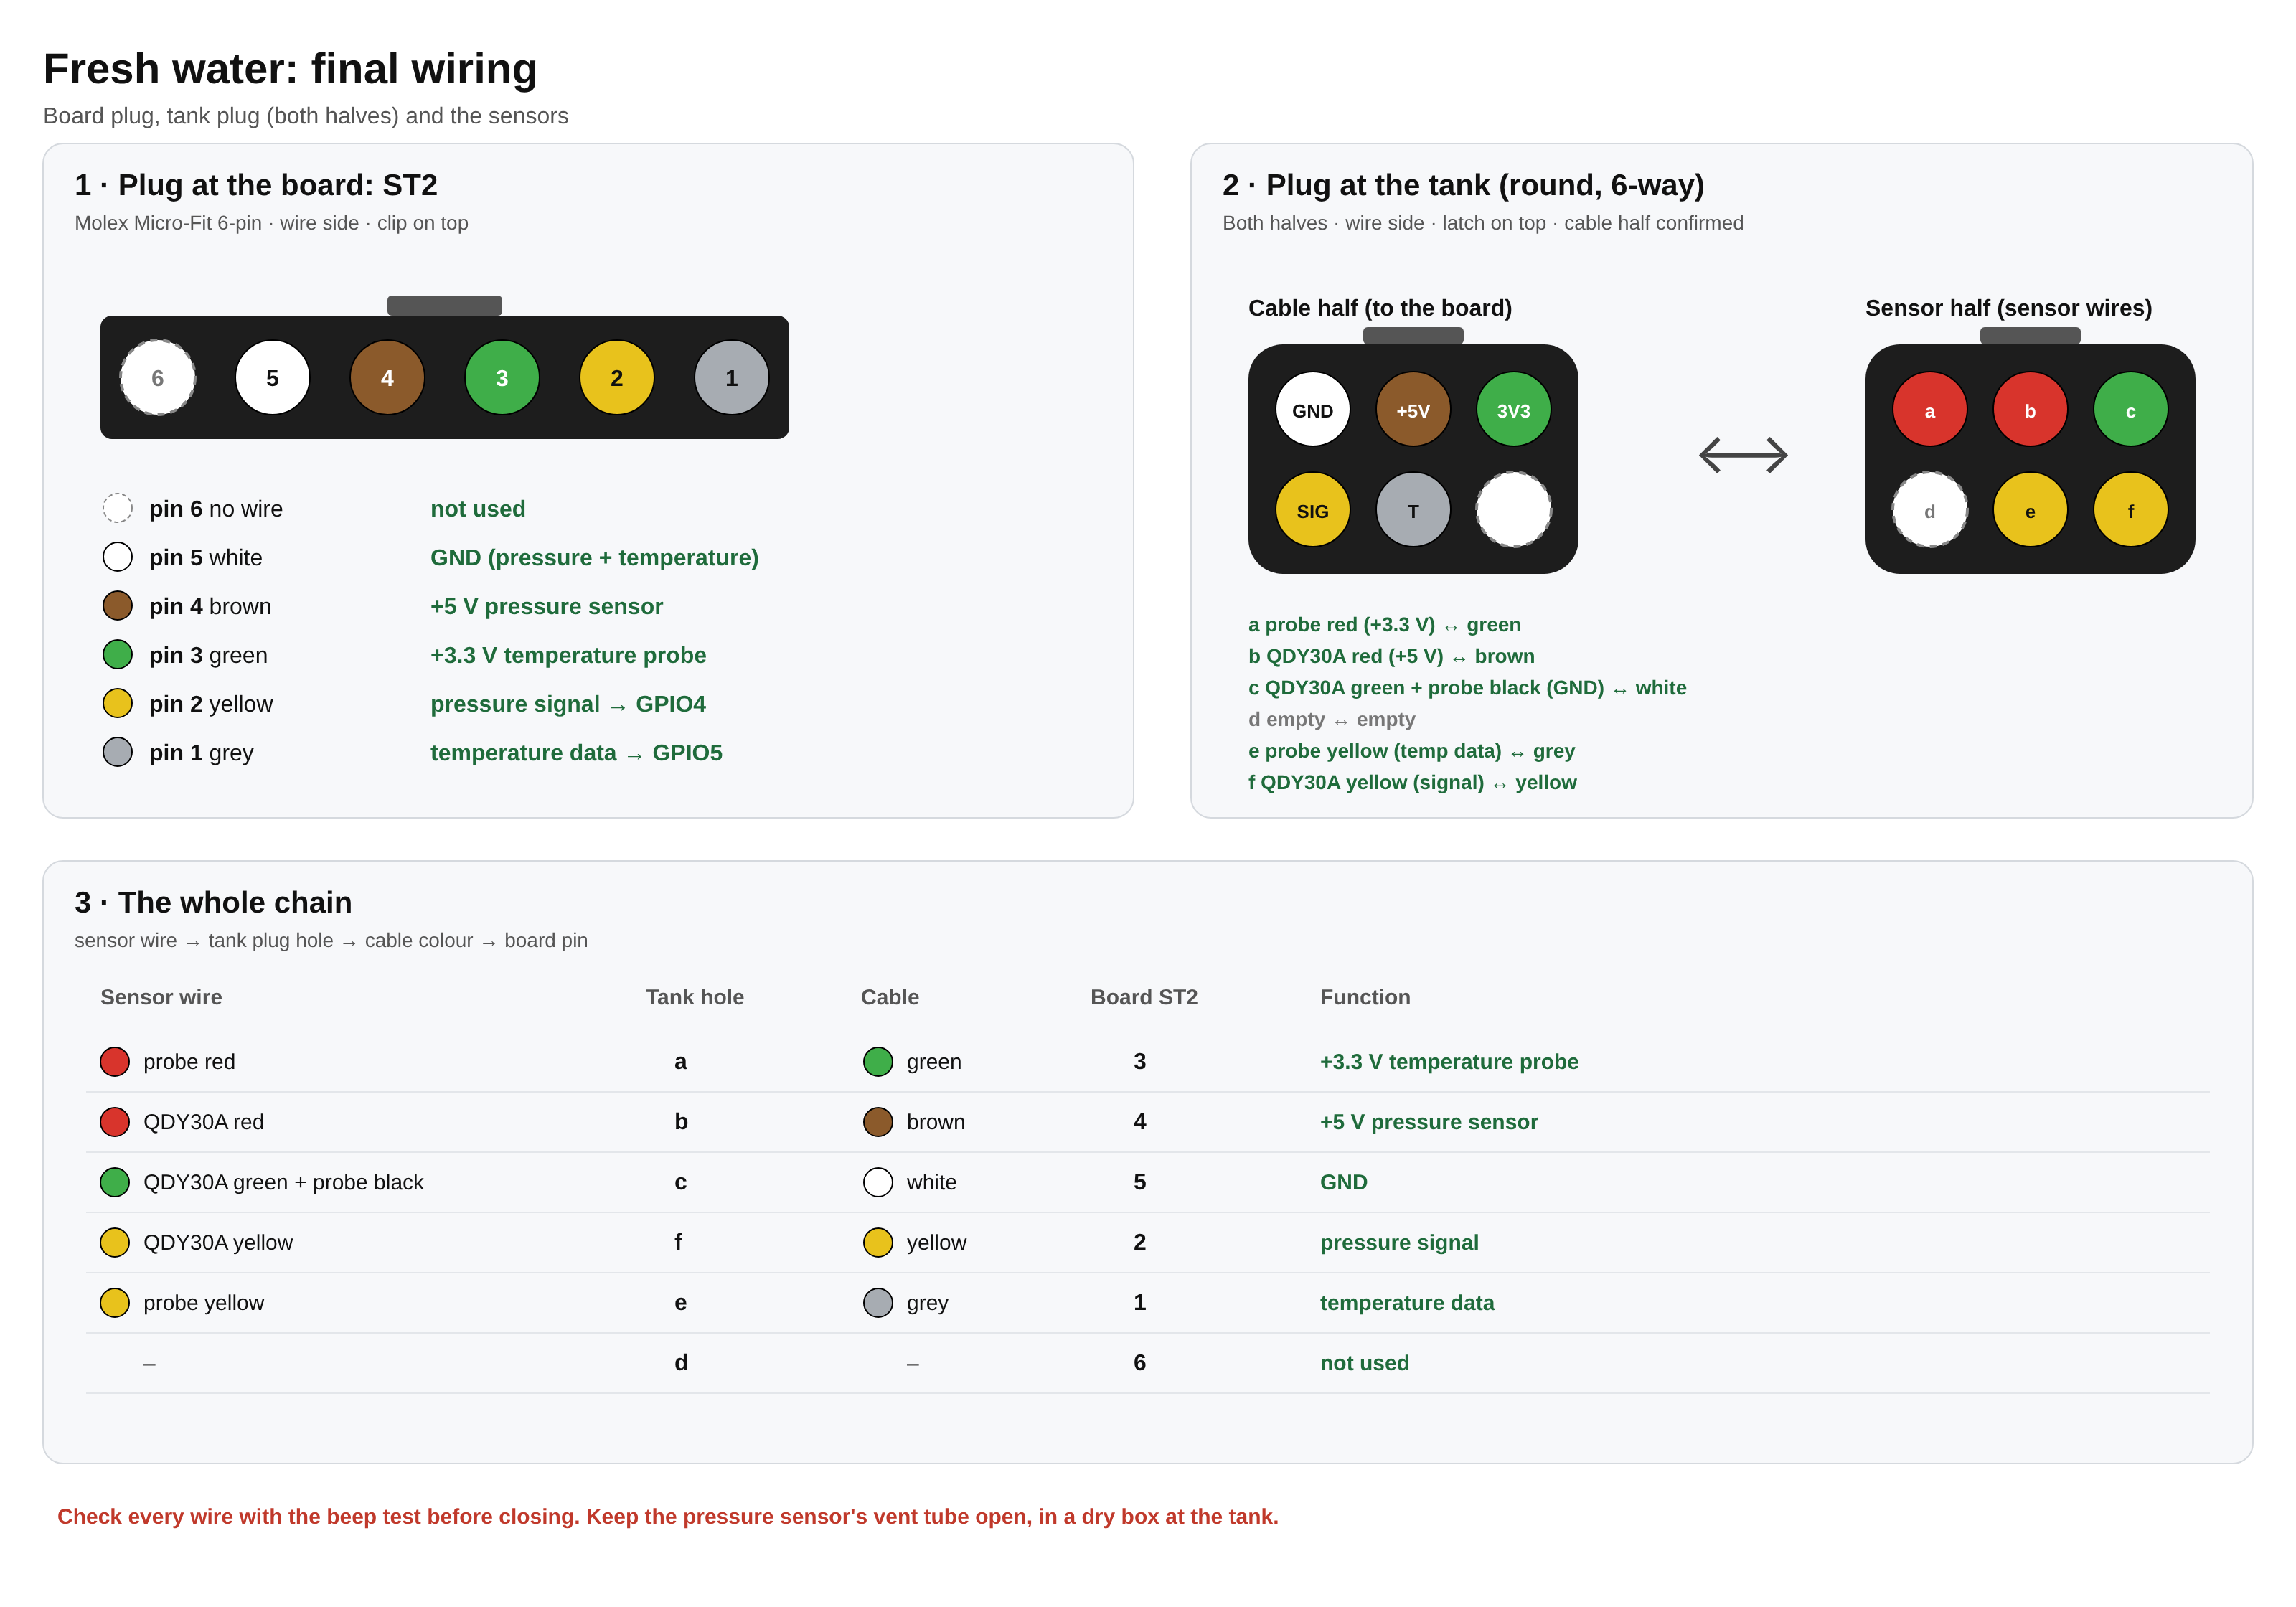 Fresh water: final wiring
Board plug, tank plug (both halves) and the sensors
1 · Plug at the board: ST2
Molex Micro-Fit 6-pin · wire side · clip on top
6 5 4 3 2 1
pin 6 no wire not used
pin 5 white GND (pressure + temperature)
pin 4 brown +5 V pressure sensor
pin 3 green +3.3 V temperature probe
pin 2 yellow pressure signal → GPIO4
pin 1 grey temperature data → GPIO5
2 · Plug at the tank (round, 6-way)
Both halves · wire side · latch on top · cable half confirmed
Cable half (to the board)
GND +5V 3V3
SIG T
Sensor half (sensor wires)
a b c
d e f
a probe red (+3.3 V) ↔ green
b QDY30A red (+5 V) ↔ brown
c QDY30A green + probe black (GND) ↔ white
d empty ↔ empty
e probe yellow (temp data) ↔ grey
f QDY30A yellow (signal) ↔ yellow
3 · The whole chain
sensor wire → tank plug hole → cable colour → board pin
Sensor wire Tank hole Cable Board ST2 Function
probe red a green 3 +3.3 V temperature probe
QDY30A red b brown 4 +5 V pressure sensor
QDY30A green + probe black c white 5 GND
QDY30A yellow f yellow 2 pressure signal
probe yellow e grey 1 temperature data
– d – 6 not used
Check every wire with the beep test before closing. Keep the pressure sensor's vent tube open, in a dry box at the tank.